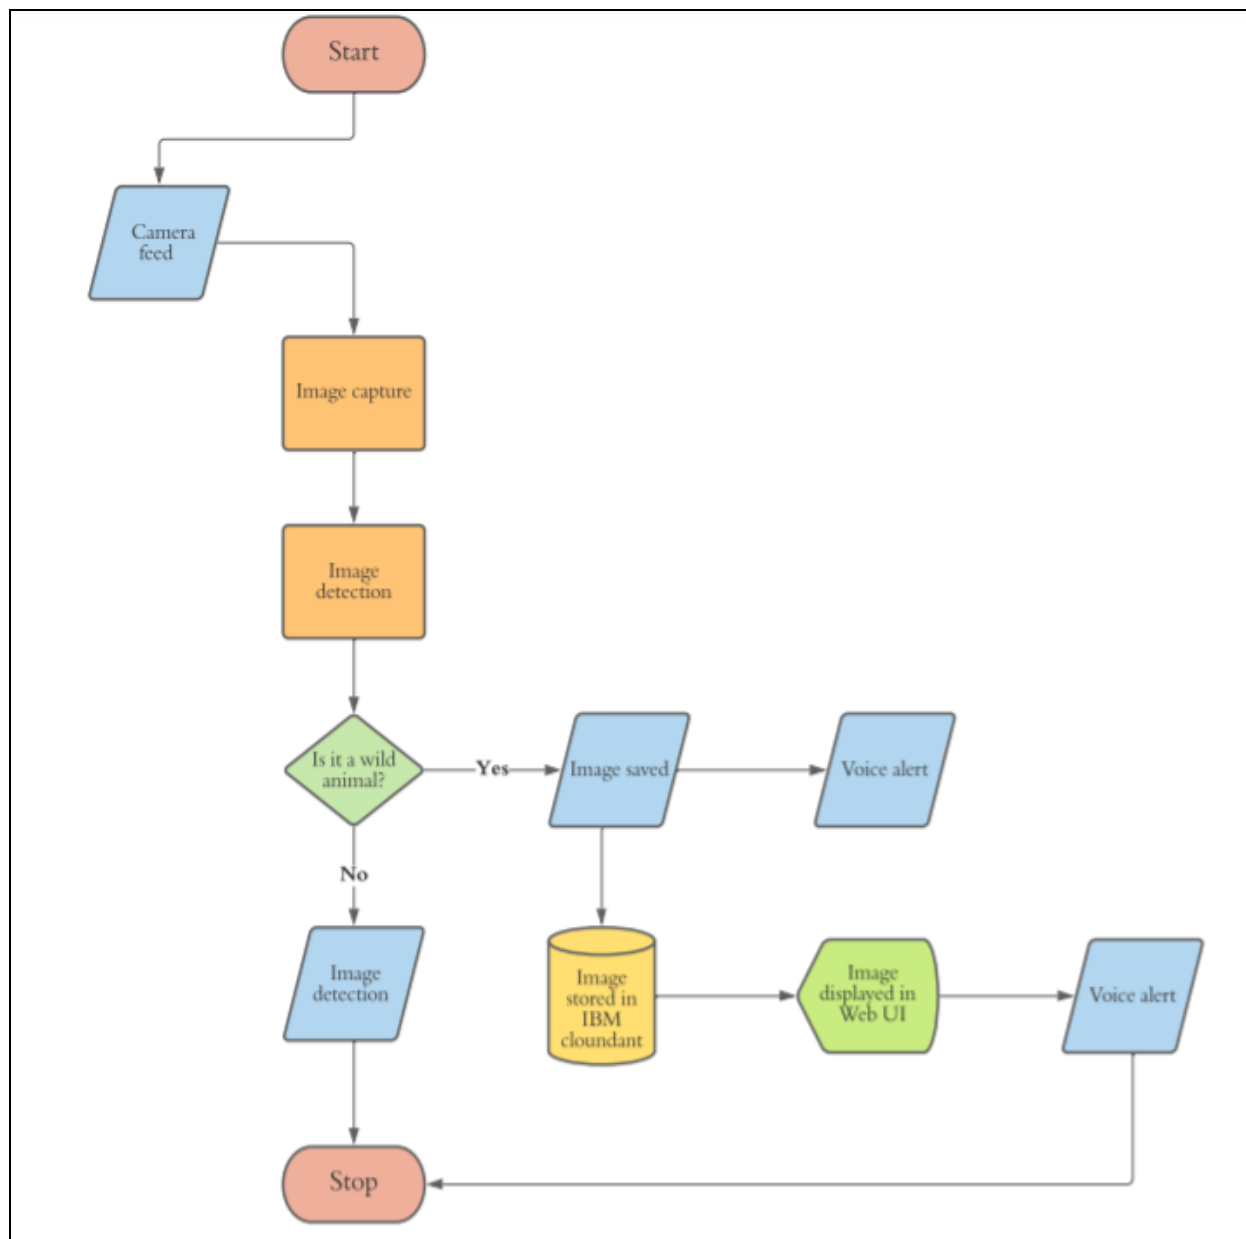 Start
Camera
feed
Image capture
Image
detection
Is it a wild
animal?
Yes
Image saved
Voice alert
No
Image
detection
Image
stored in
IBM
cloundant
Image
displayed in
Web UI
Voice alert
Stop